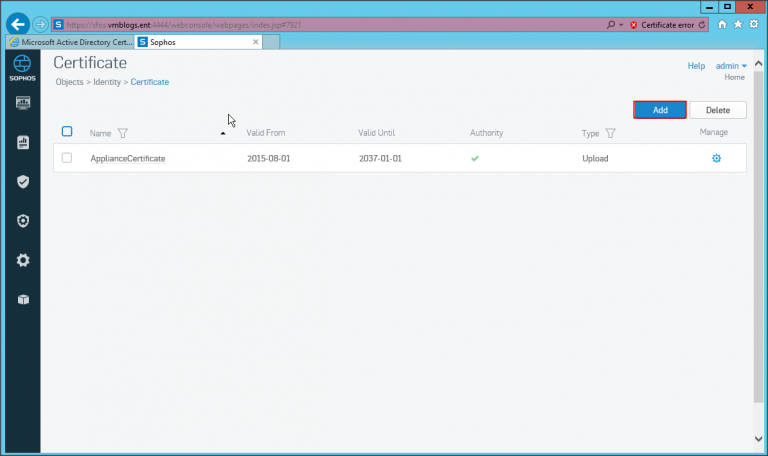 https://sfos.vmblogs.ent:4444/webconsole/webpages/index.jsp#7921
Certificate error
Microsoft Active Directory Cert...
Sophos
SOPHOS
Certificate
Help
admin
Objects > Identity > Certificate
Home
Add
Delete
Name
Valid From
Valid Until
Authority
Type
Manage
ApplianceCertificate
2015-08-01
2037-01-01
Upload